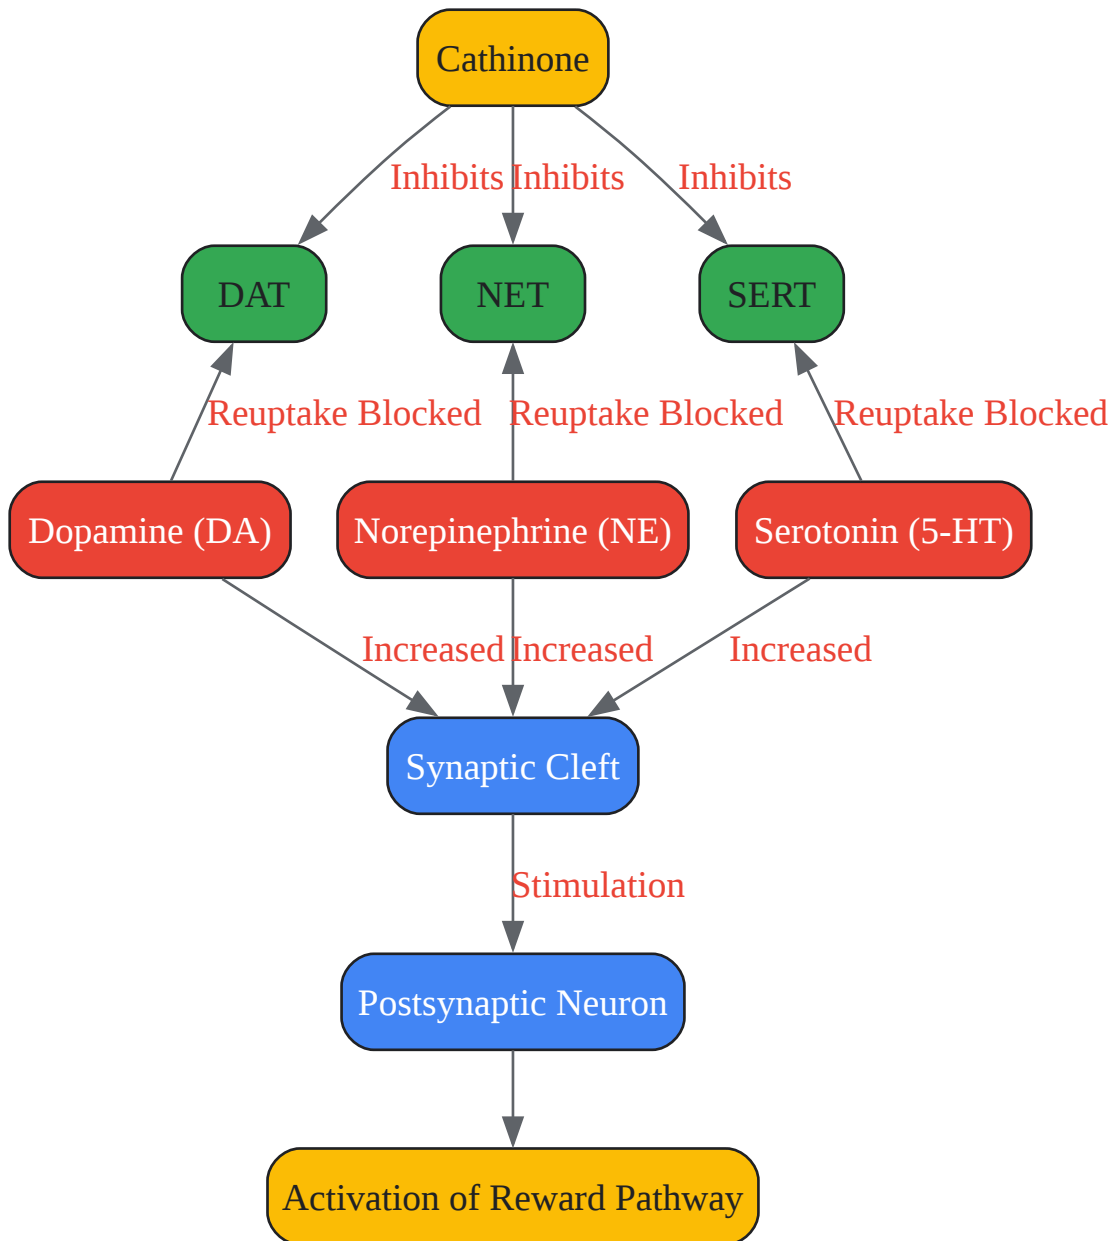 Cathinone
Inhibits Inhibits Inhibits
DAT NET SERT
Reuptake Blocked Reuptake Blocked Reuptake Blocked
Dopamine (DA) Norepinephrine (NE) Serotonin (5-HT)
Increased Increased Increased
Synaptic Cleft
Stimulation
Postsynaptic Neuron
Activation of Reward Pathway